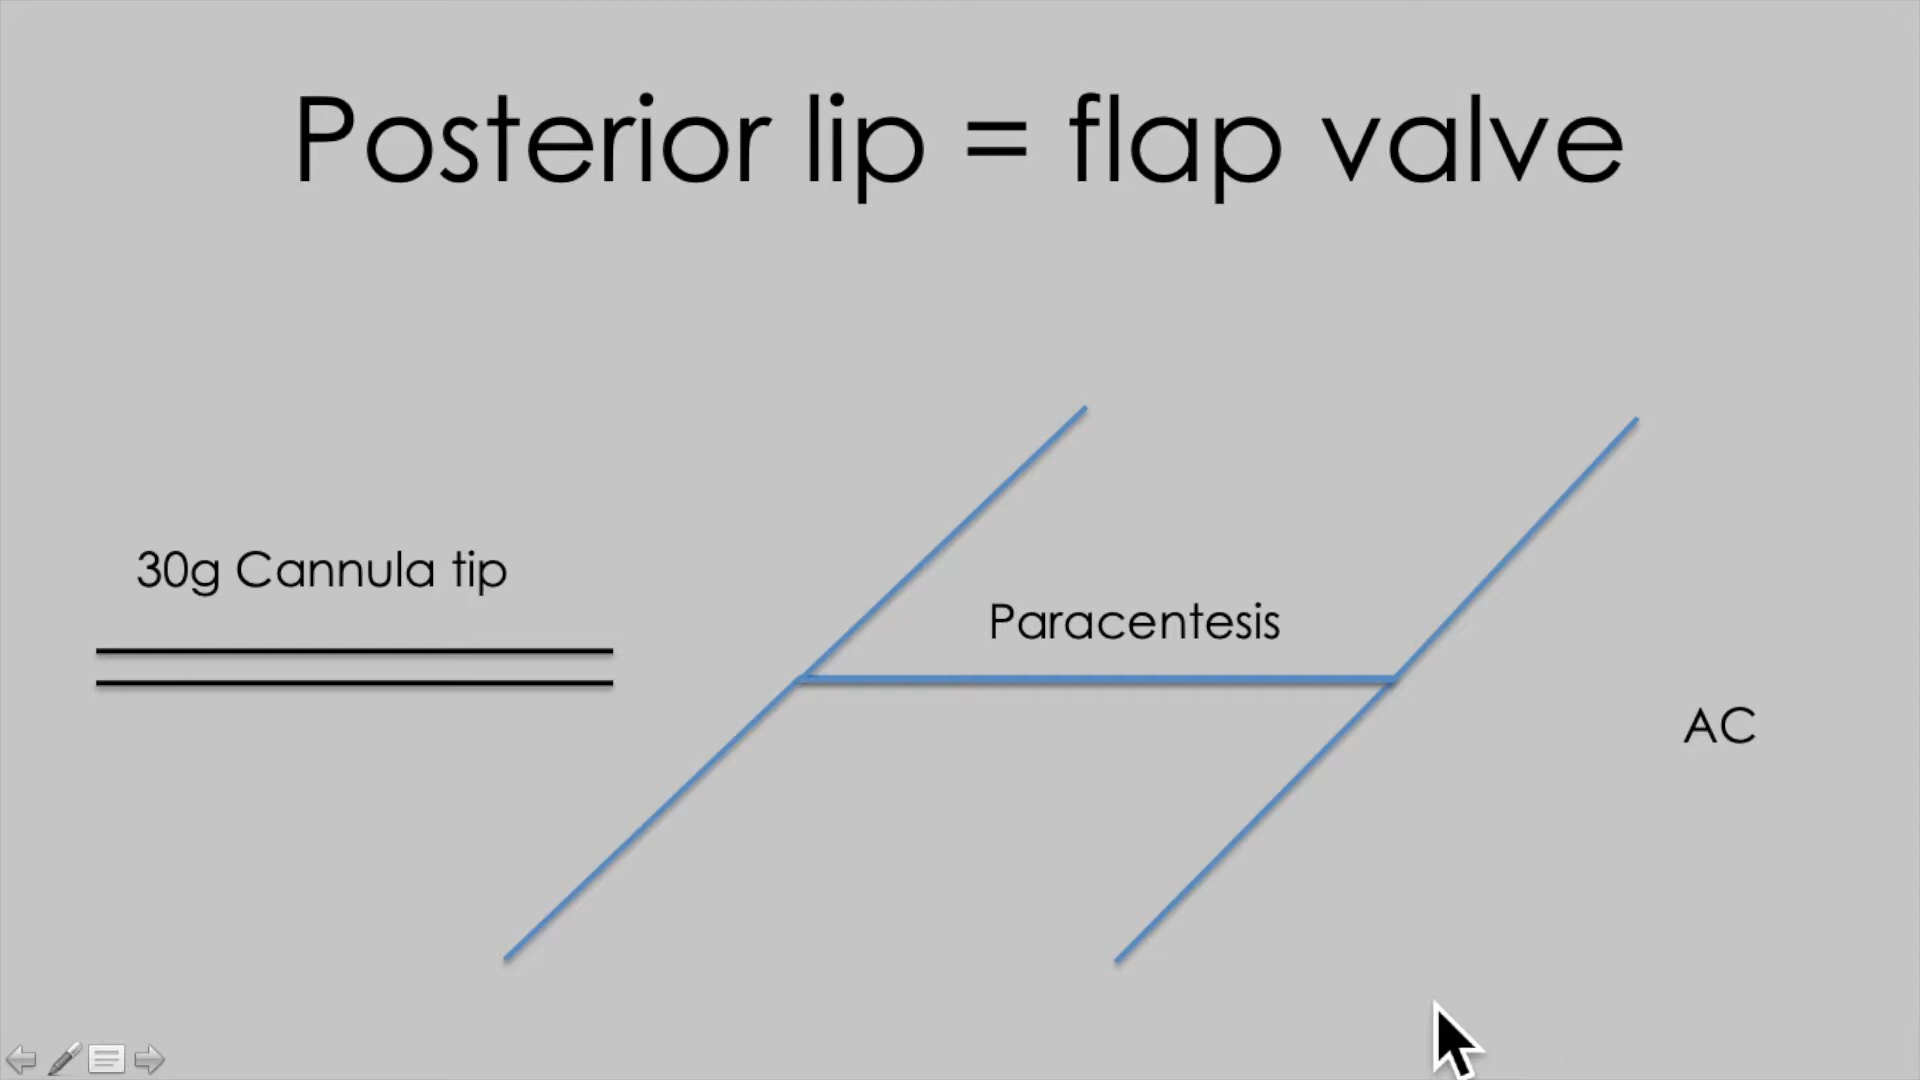 Posterior lip = flap valve
30g Cannula tip
Paracentesis
AC